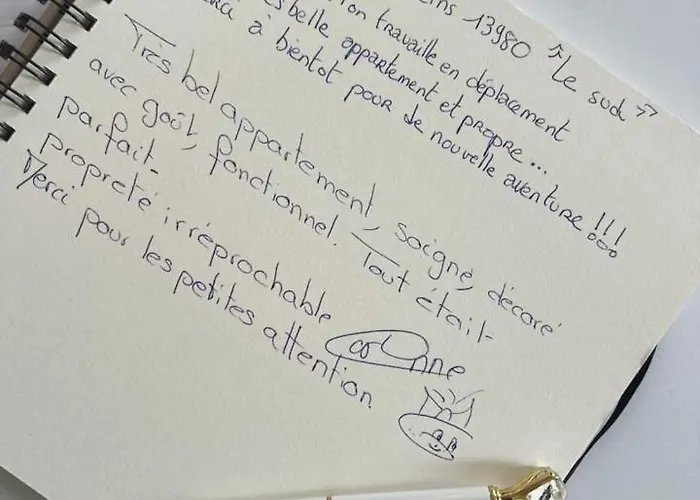 13980 "Le sud"
on travaille en déplacement
belle appartement et propre...
à bientot pour de nouvelle aventure !!!
Très bel appartement, soigné, décoré
avec goût, fonctionnel. Tout était
parfait.
propreté irréprochable
Merci pour les petites attention.